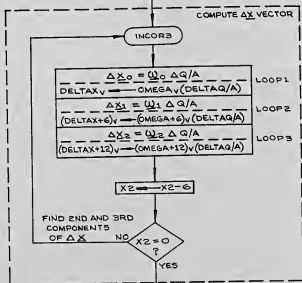 COMPUTE ΔX VECTOR
INCOR3
ΔX₀ = ω₀ ΔQ/A
DELTAXᵥ ← OMEGAᵥ(DELTAQ/A)
LOOP1
ΔX₁ = ω₁ ΔQ/A
(DELTAX+6)ᵥ ← (OMEGA+6)ᵥ(DELTAQ/A)
LOOP2
ΔX₂ = ω₂ ΔQ/A
(DELTAX+12)ᵥ ← (OMEGA+12)ᵥ(DELTAQ/A)
LOOP3
X2 ← X2-6
FIND 2ND AND 3RD
COMPONENTS
OF ΔX
NO
X2=0
?
YES